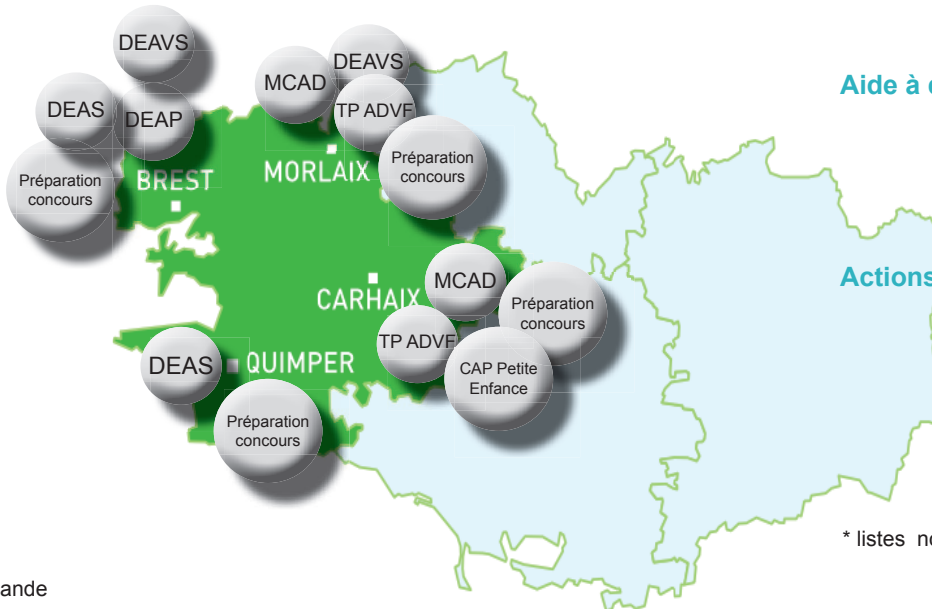 DEAVS
DEAS
DEAP
Préparation
concours
BREST
MCAD
DEAVS
TP ADVF
Préparation
concours
MORLAIX
CARHAIX
MCAD
Préparation
concours
TP ADVF
CAP Petite
Enfance
DEAS
QUIMPER
Préparation
concours
Aide à
Actions
* listes
ande